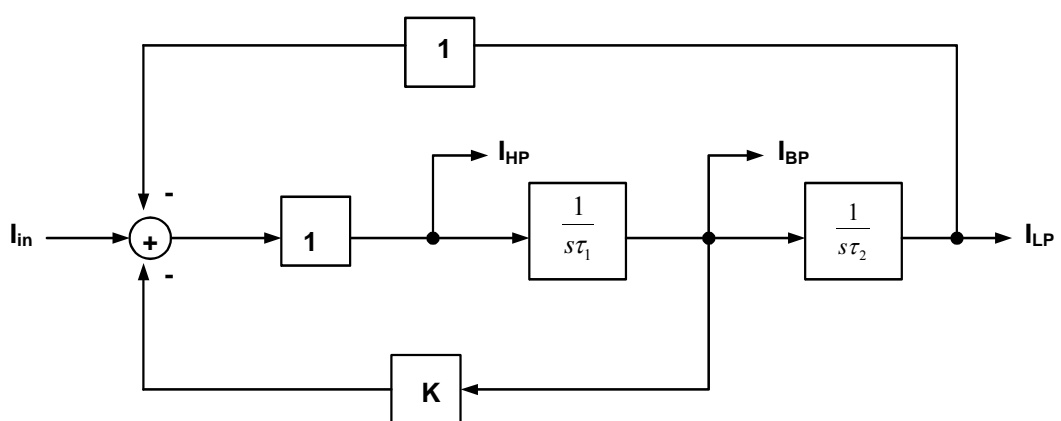 1
-
I_HP
I_BP
I_in
+
1
1/(sτ₁)
1/(sτ₂)
I_LP
-
K